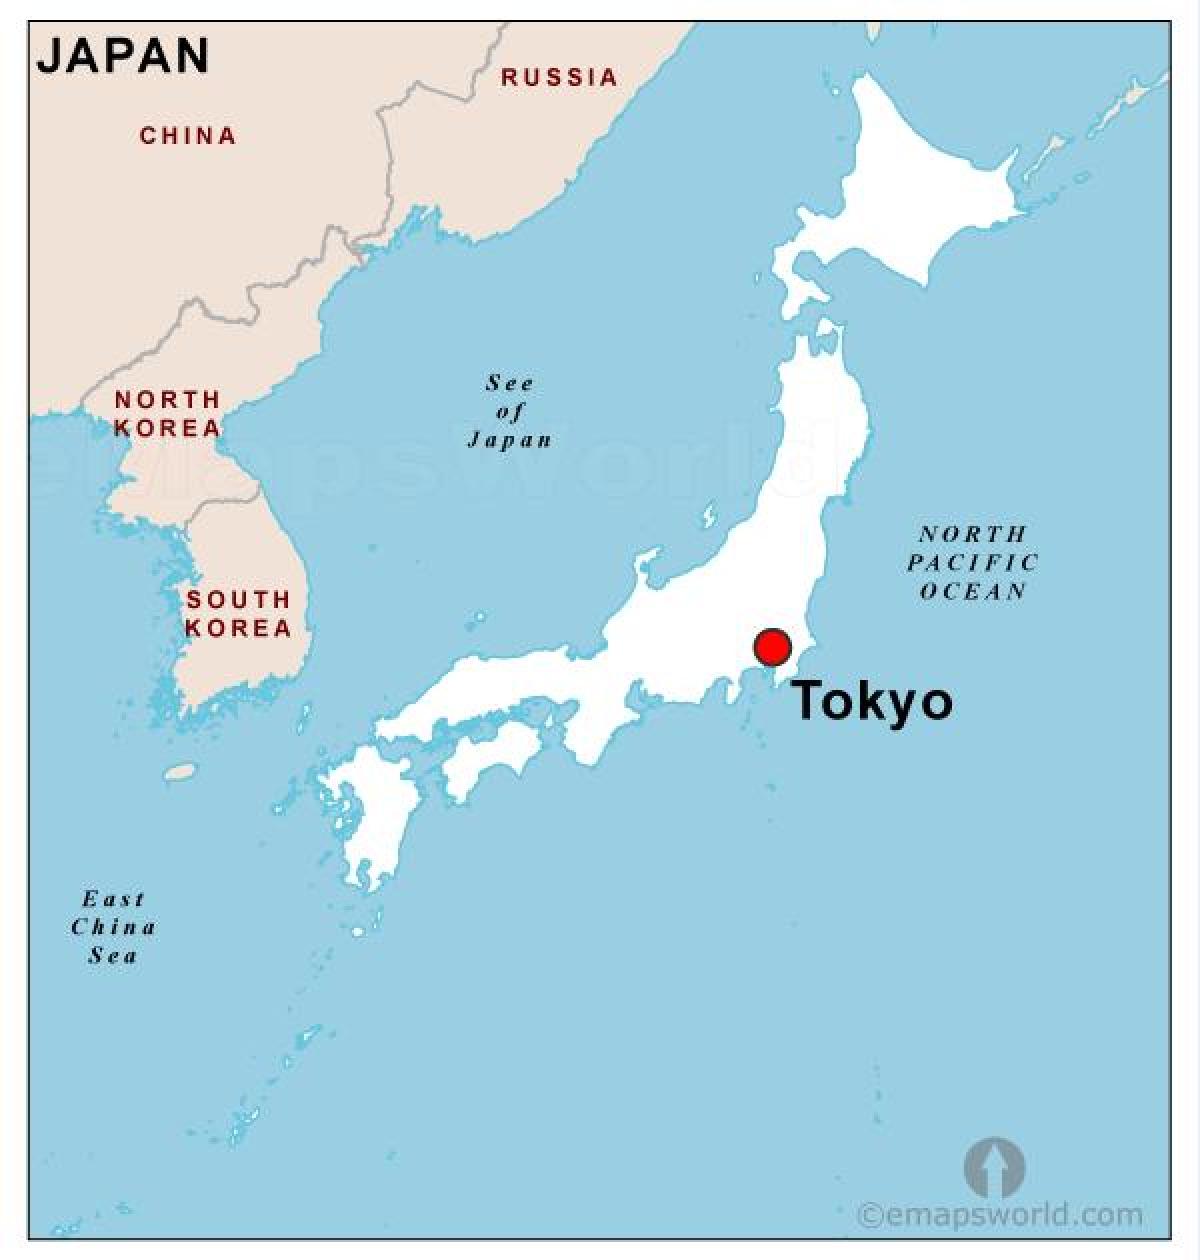 JAPAN
RUSSIA
CHINA
NORTH
KOREA
See
of
Japan
emapsworld
NORTH
PACIFIC
OCEAN
SOUTH
KOREA
Tokyo
East
China
Sea
©emapsworld.com